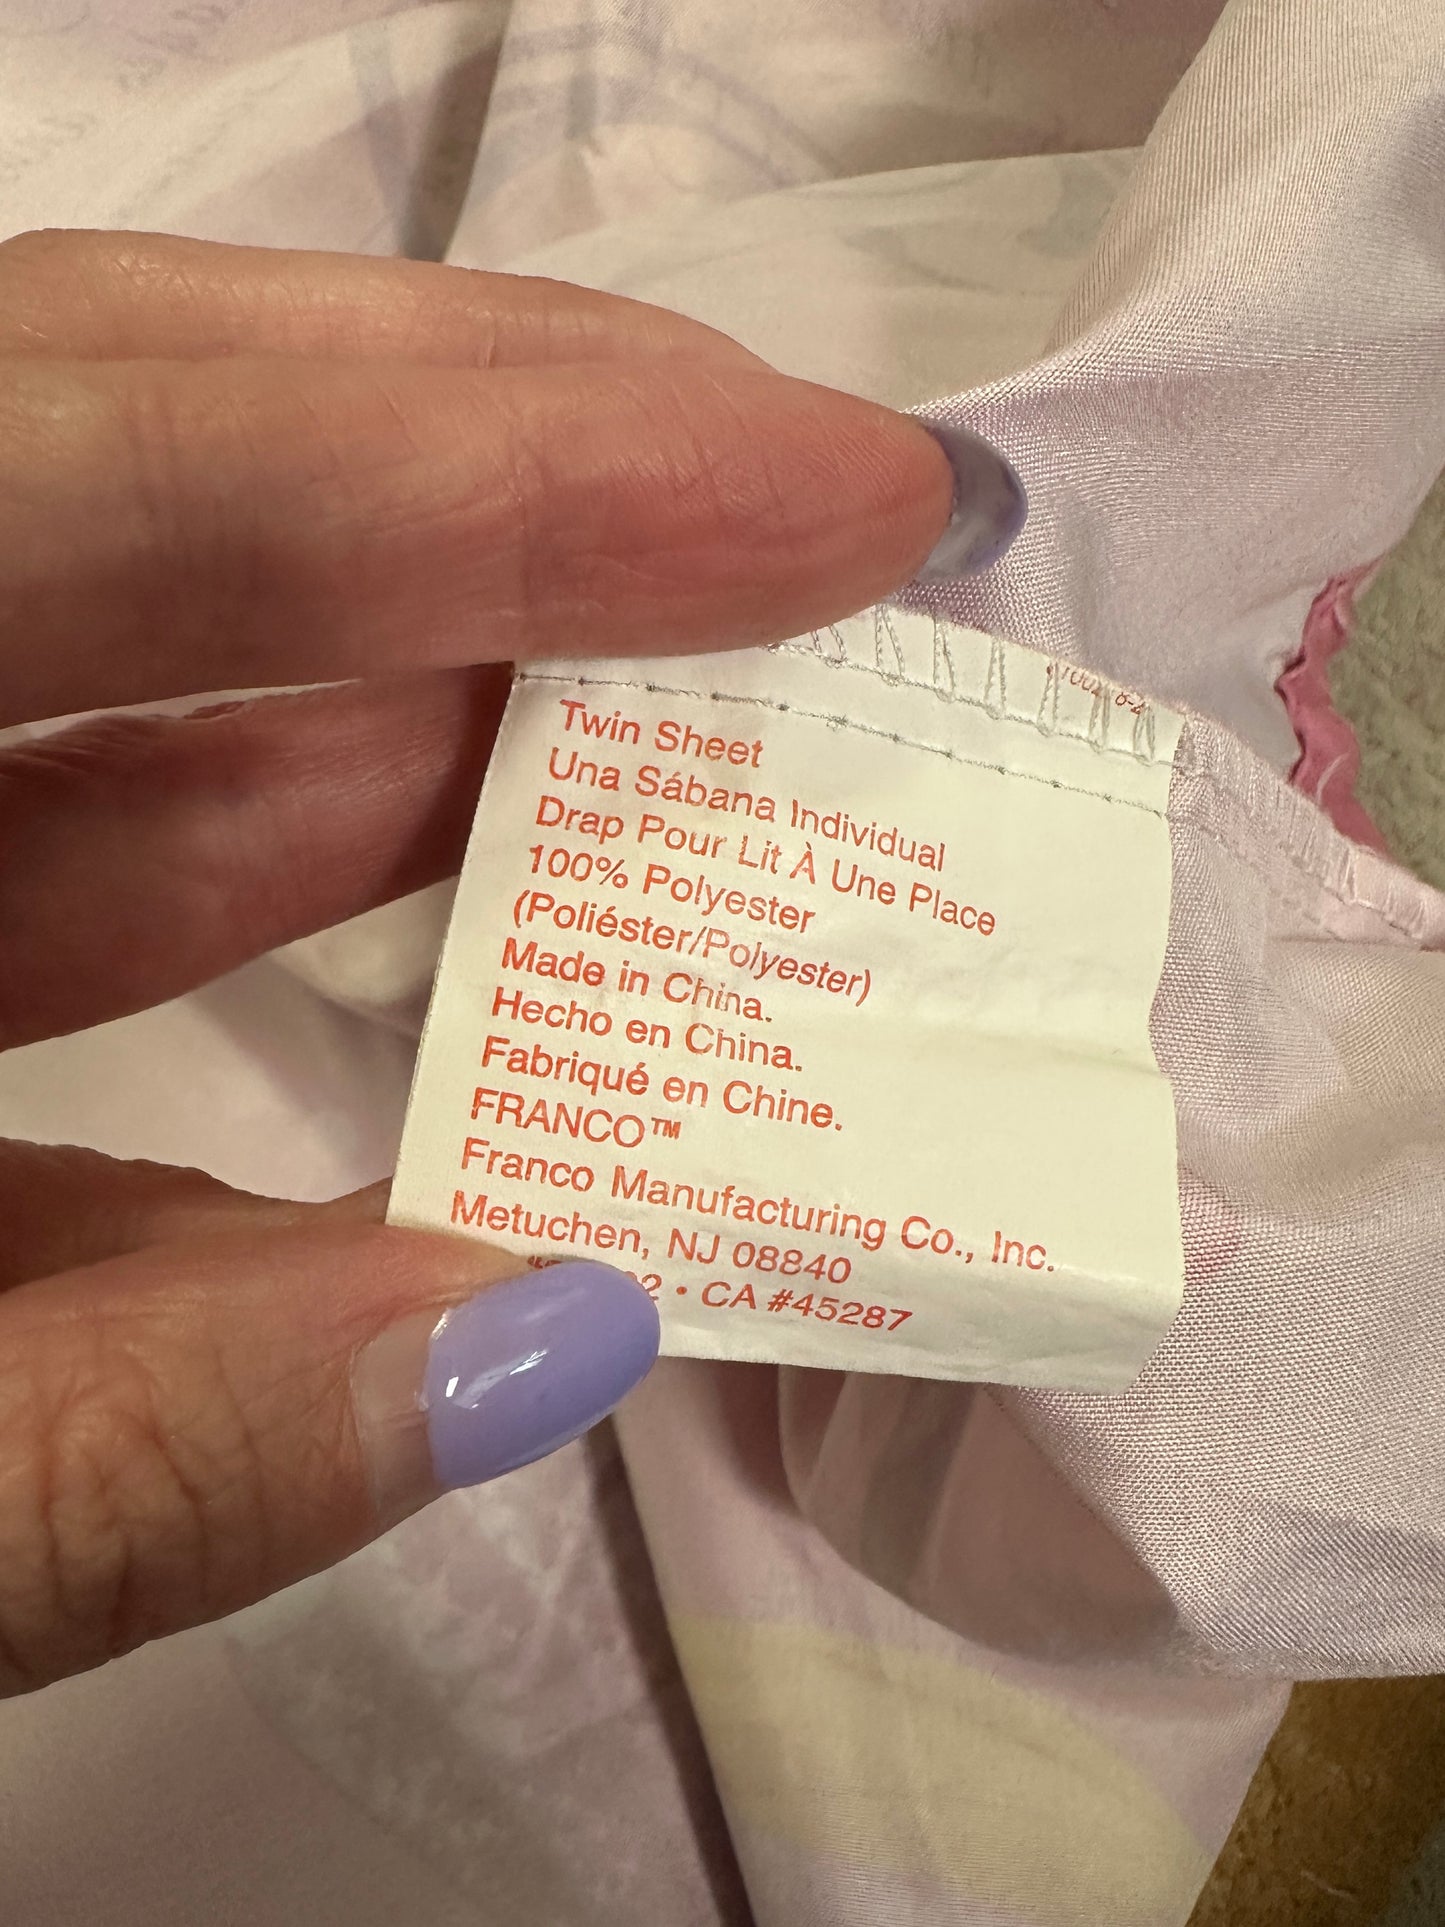 Twin Sheet
Una Sábana Individual
Drap Pour Lit À Une Place
100% Polyester
(Poliéster/Polyester)
Made in China.
Hecho en China.
Fabriqué en Chine.
FRANCO™
Franco Manufacturing Co., Inc.
Metuchen, NJ 08840
• CA #45287